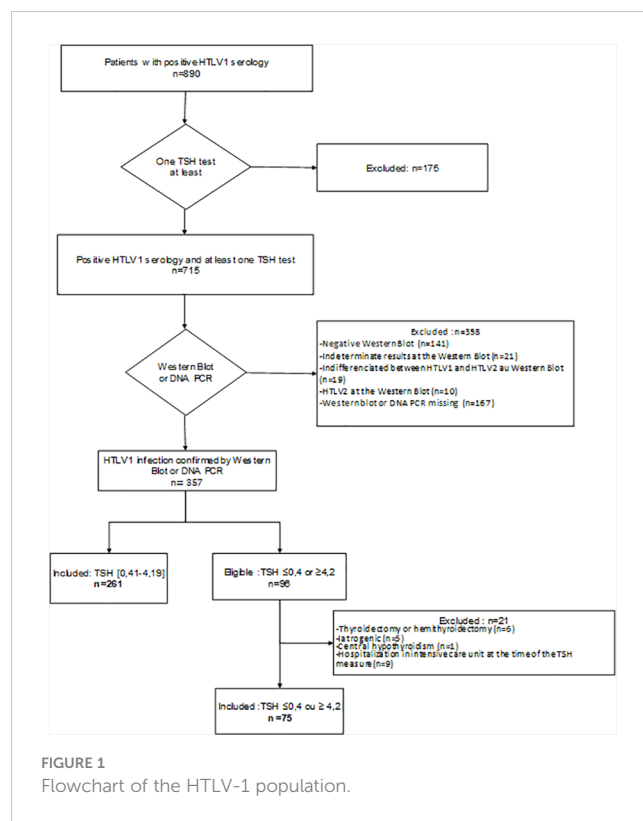 Patients with positive HTLV1 serology
n=890
One TSH test
at least
Excluded: n=175
Positive HTLV1 serology and at least one TSH test
n=715
Western Blot
or DNA PCR
Excluded : n=358
-Negative Western Blot (n=141)
-Indeterminate results at the Western Blot (n=21)
-Indifferenciated between HTLV1 and HTLV2 au Western Blot
(n=19)
-HTLV2 at the Western Blot (n=10)
-Western blot or DNA PCR missing (n=167)
HTLV1 infection confirmed by Western
Blot or DNA PCR
n= 357
Included: TSH [0,41-4,19]
n=261
Eligible : TSH ≤0,4 or ≥4,2
n=96
Excluded : n=21
-Thyroidectomy or hemithyroidectomy (n=6)
-Iatrogenic (n=5)
-Central hypothyroidism (n=1)
-Hospitalization in intensive care unit at the time of the TSH
measure (n=9)
Included : TSH ≤0,4 ou ≥ 4,2
n =75
FIGURE 1
Flowchart of the HTLV-1 population.